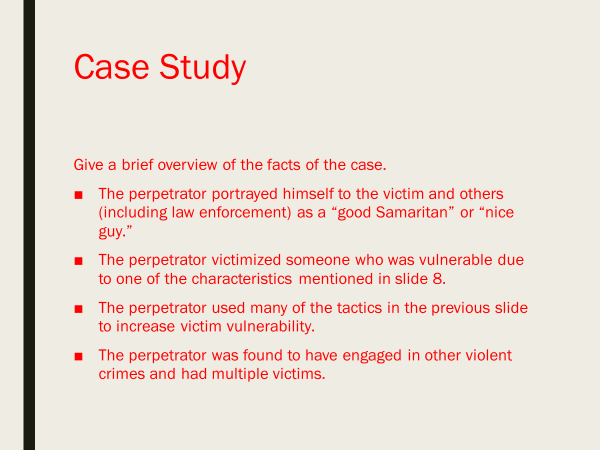 Case Study
Give a brief overview of the facts of the case.
■ The perpetrator portrayed himself to the victim and others
(including law enforcement) as a “good Samaritan” or “nice
guy.”
■ The perpetrator victimized someone who was vulnerable due
to one of the characteristics mentioned in slide 8.
■ The perpetrator used many of the tactics in the previous slide
to increase victim vulnerability.
■ The perpetrator was found to have engaged in other violent
crimes and had multiple victims.